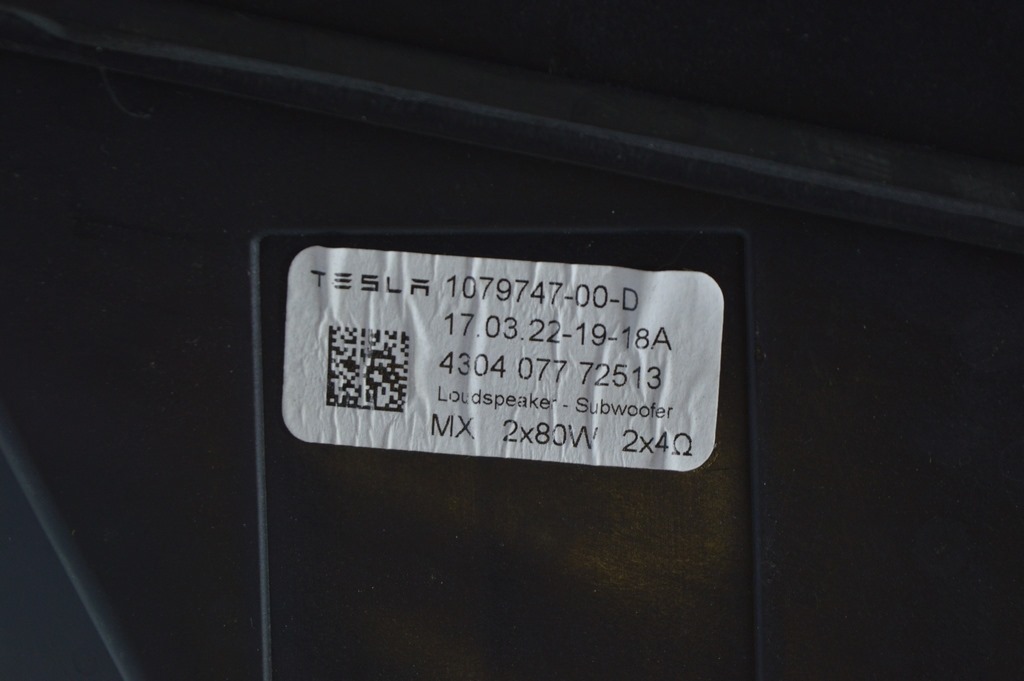 TESLA 1079747-00-D
17.03.22-19-18A
4304 077 72513
Loudspeaker - Subwoofer
MX 2x80W 2x4Ω